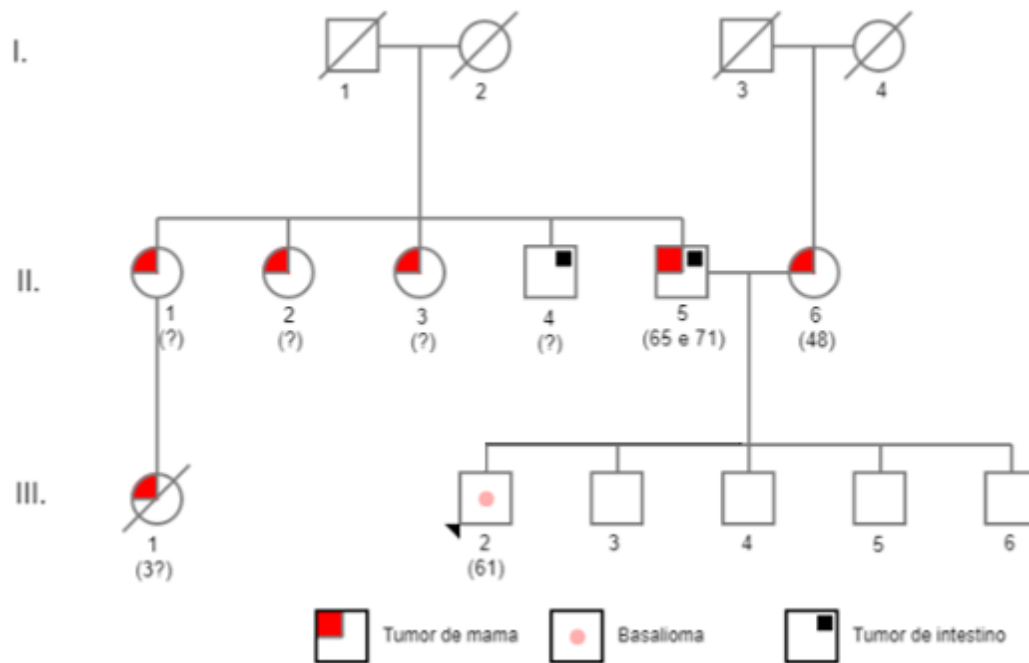 I.
1 2 3 4
II.
1 2 3 4 5 6
(?) (?) (?) (?) (65 e 71) (48)
III.
1 2 3 4 5 6
(3?) (61)
Tumor de mama Basalioma Tumor de intestino